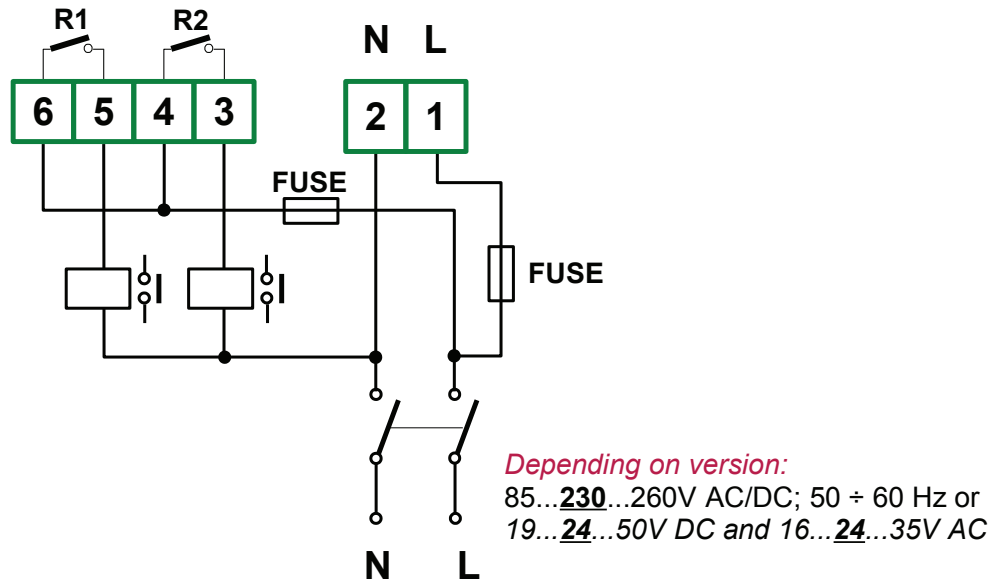 R1 R2
N L
6 5 4 3 2 1
FUSE
FUSE
Depending on version:
85...230...260V AC/DC; 50 ÷ 60 Hz or
19...24...50V DC and 16...24...35V AC
N L